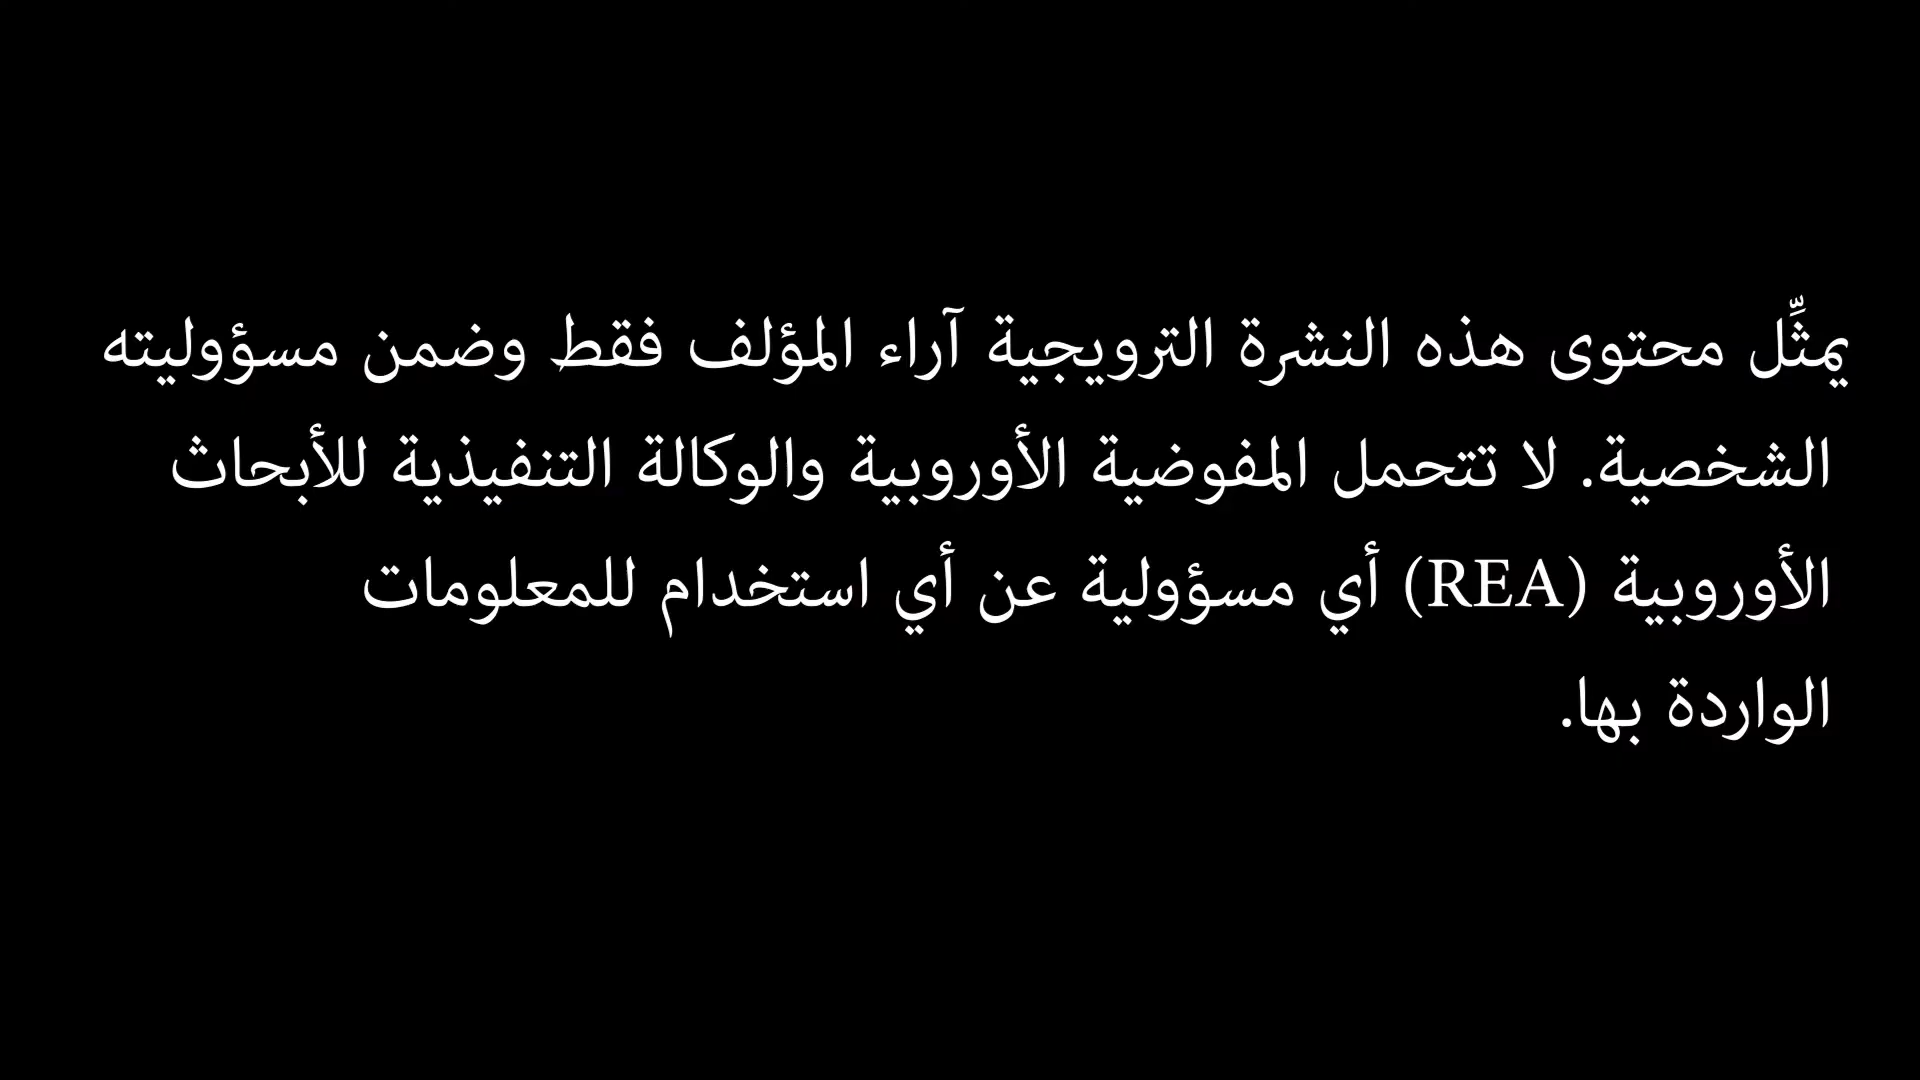 يمثِّل محتوى هذه النشرة الترويجية آراء المؤلف فقط وضمن مسؤوليته
الشخصية. لا تتحمل المفوضية الأوروبية والوكالة التنفيذية للأبحاث
الأوروبية (REA) أي مسؤولية عن أي استخدام للمعلومات
الواردة بها.